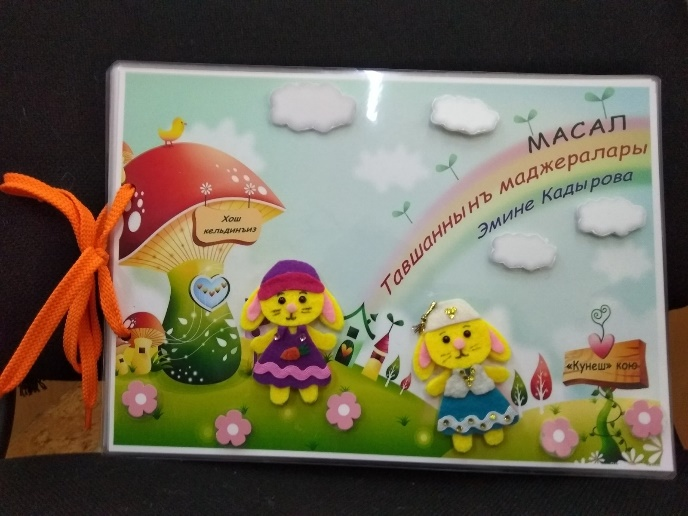 МАСАЛ
Тавшаннынъ маджералары
Эмине Кадырова
Хош
кельдинъиз
«Кунеш» кою